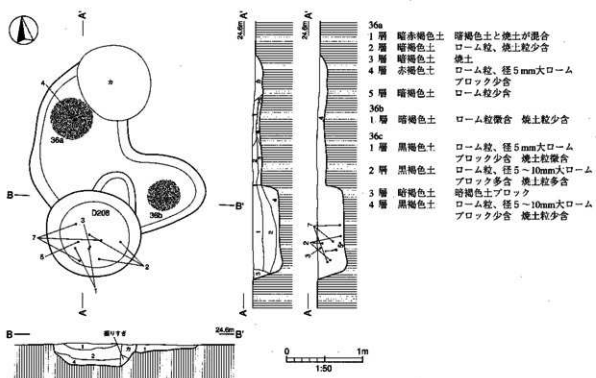 A'
24.6m
A'
A'
カ
4
36a
B
B'
D208
3
7
5
2
1
36b
A
A
A
B
掘りすぎ
24.6m
B'
0 1m
1:50
36a
1層 暗赤褐色土 暗褐色土と焼土が混合
2層 暗褐色土 ローム粒、焼土粒少含
3層 暗褐色土 焼土
4層 赤褐色土 ローム粒、径5mm大ローム
ブロック少含
5層 暗褐色土 ローム粒少含
36b
1層 暗褐色土 ローム粒微含 焼土粒少含
36c
1層 黒褐色土 ローム粒、径5mm大ローム
ブロック少含 焼土粒微含
2層 黒褐色土 ローム粒、径5～10mm大ローム
ブロック多含 焼土粒多含
3層 暗褐色土 暗褐色土ブロック
4層 黒褐色土 ローム粒、径5～10mm大ローム
ブロック少含 焼土粒少含